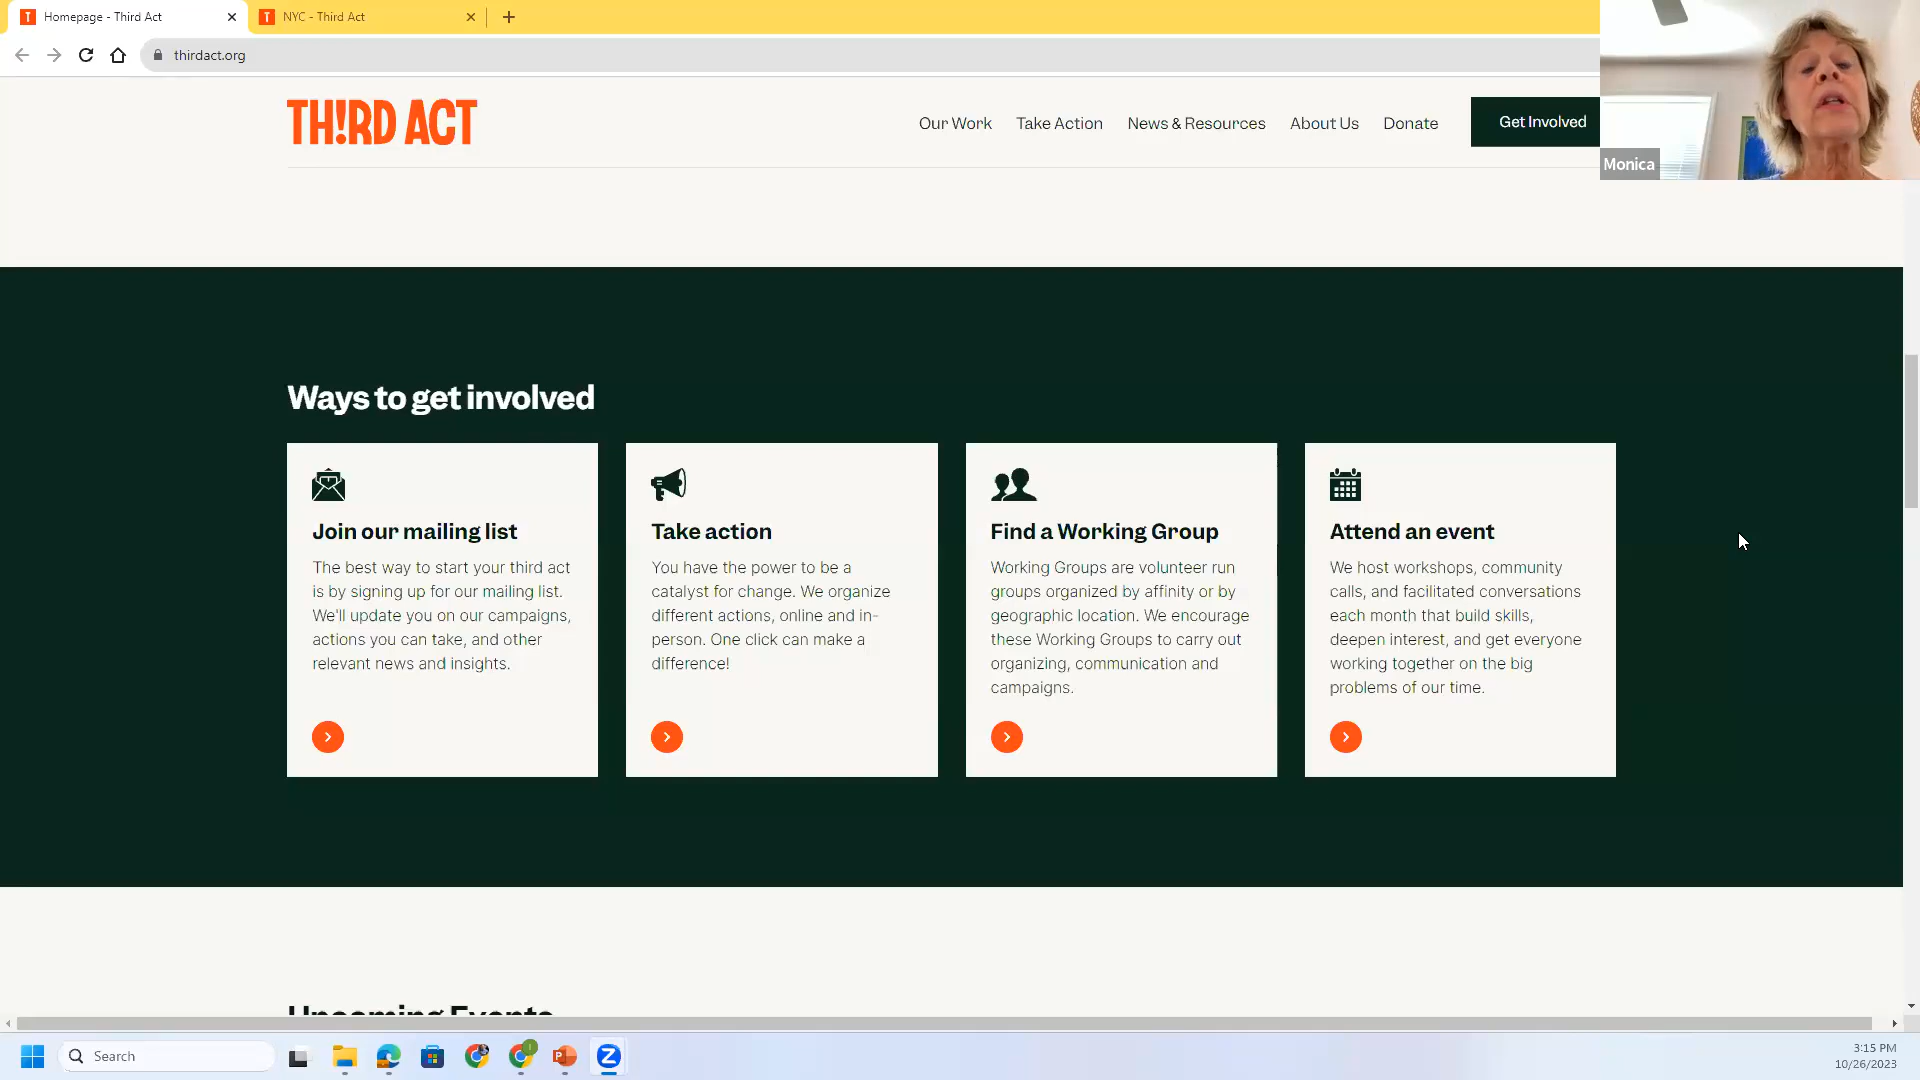 Homepage - Third Act
NYC - Third Act
thirdact.org
TH!RD ACT
Our Work
Take Action
News & Resources
About Us
Donate
Get Involved
Monica
Ways to get involved
Join our mailing list
The best way to start your third act
is by signing up for our mailing list.
We'll update you on our campaigns,
actions you can take, and other
relevant news and insights.
Take action
You have the power to be a
catalyst for change. We organize
different actions, online and in-
person. One click can make a
difference!
Find a Working Group
Working Groups are volunteer run
groups organized by affinity or by
geographic location. We encourage
these Working Groups to carry out
organizing, communication and
campaigns.
Attend an event
We host workshops, community
calls, and facilitated conversations
each month that build skills,
deepen interest, and get everyone
working together on the big
problems of our time.
Upcoming Events
Search
3:15 PM
10/26/2023